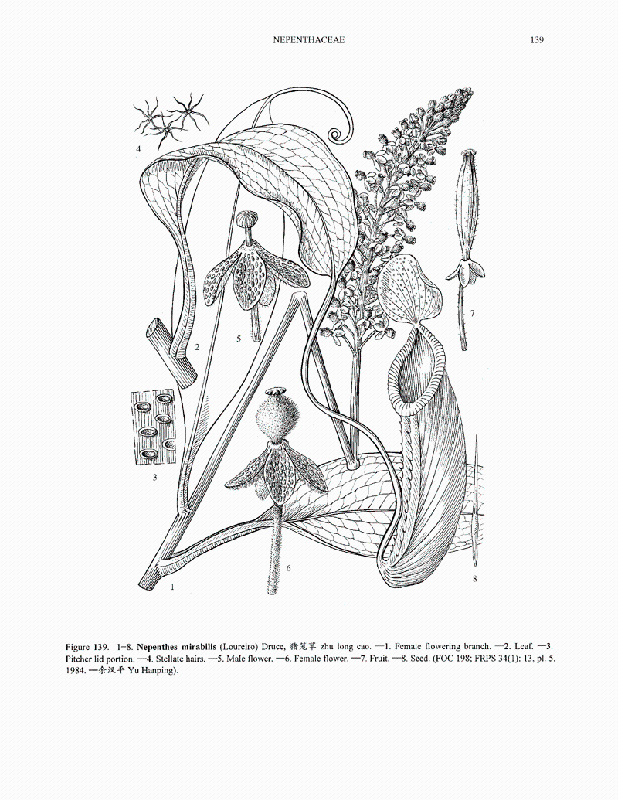 NEPENTHACEAE 139
4
2
5
7
3
6
1
8
Figure 139. 1–8. Nepenthes mirabilis (Loureiro) Druce, 猪笼草 zhu long cao. —1. Female flowering branch. —2. Leaf. —3.
Pitcher lid portion. —4. Stellate hairs. —5. Male flower. —6. Female flower. —7. Fruit. —8. Seed. (FOC 198; FRPS 34(1): 13, pl. 5.
1984. —余汉平 Yu Hanping).